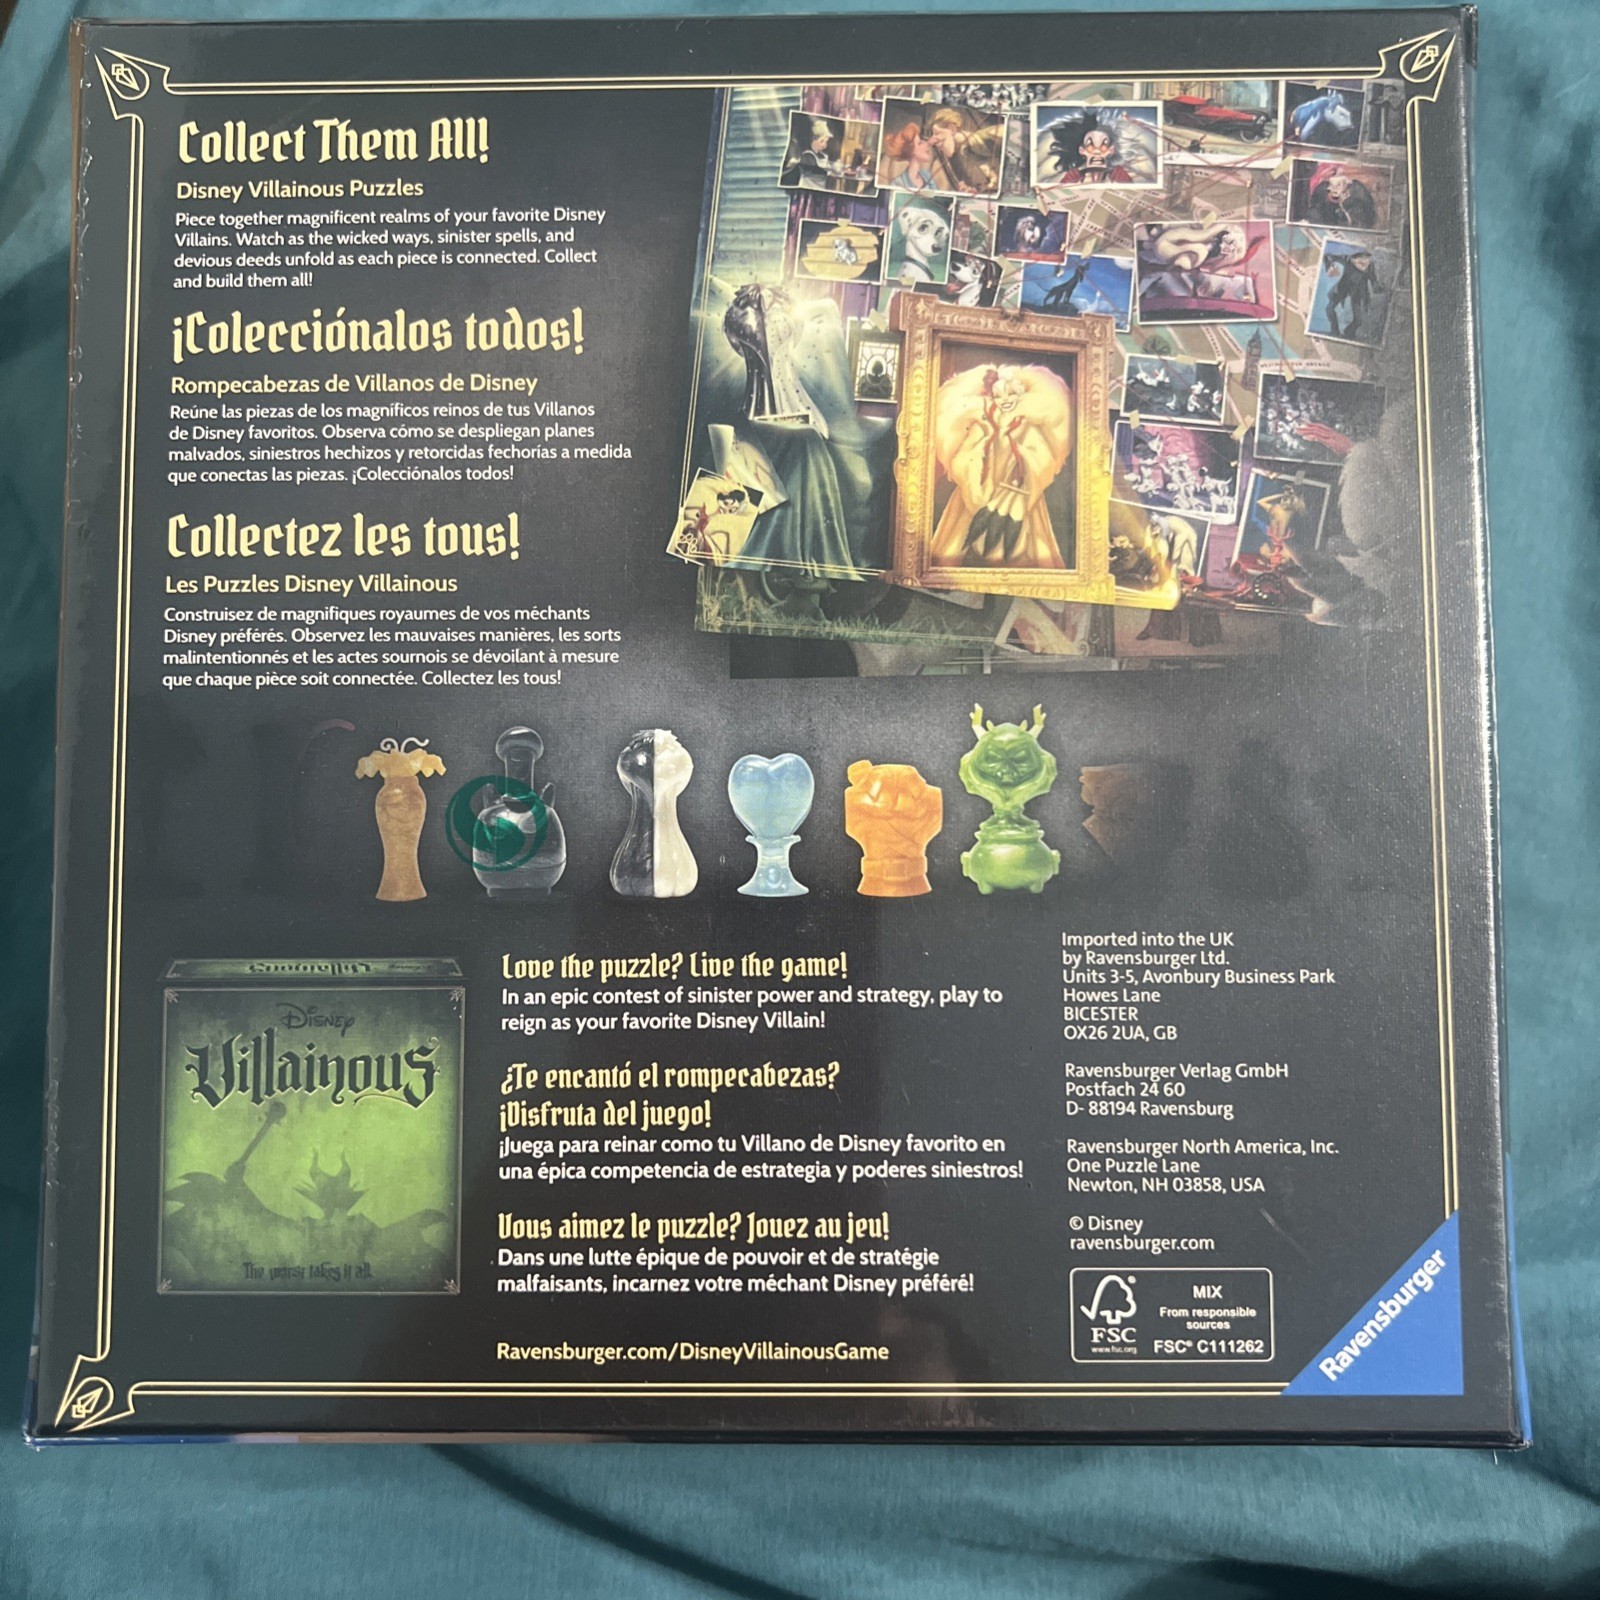 Collect Them All!
Disney Villainous Puzzles
Piece together magnificent realms of your favorite Disney
Villains. Watch as the wicked ways, sinister spells, and
devious deeds unfold as each piece is connected. Collect
and build them all!
¡Colecciónalos todos!
Rompecabezas de Villanos de Disney
Reúne las piezas de los magníficos reinos de tus Villanos
de Disney favoritos. Observa cómo se despliegan planes
malvados, siniestros hechizos y retorcidas fechorías a medida
que conectas las piezas. ¡Colecciónalos todos!
Collectez les tous!
Les Puzzles Disney Villainous
Construisez de magnifiques royaumes de vos méchants
Disney préférés. Observez les mauvaises manières, les sorts
malintentionnés et les actes sournois se dévoilant à mesure
que chaque pièce soit connectée. Collectez les tous!
Disney
Villainous
The worst takes it all
Love the puzzle? Live the game!
In an epic contest of sinister power and strategy, play to
reign as your favorite Disney Villain!
¿Te encantó el rompecabezas?
¡Disfruta del juego!
¡Juega para reinar como tu Villano de Disney favorito en
una épica competencia de estrategia y poderes siniestros!
Vous aimez le puzzle? Jouez au jeu!
Dans une lutte épique de pouvoir et de stratégie
malfaisants, incarnez votre méchant Disney préféré!
Ravensburger.com/DisneyVillainousGame
Imported into the UK
by Ravensburger Ltd.
Units 3-5, Avonbury Business Park
Howes Lane
BICESTER
OX26 2UA, GB
Ravensburger Verlag GmbH
Postfach 24 60
D- 88194 Ravensburg
Ravensburger North America, Inc.
One Puzzle Lane
Newton, NH 03858, USA
© Disney
ravensburger.com
FSC
www.fsc.org
MIX
From responsible
sources
FSC® C111262
Ravensburger